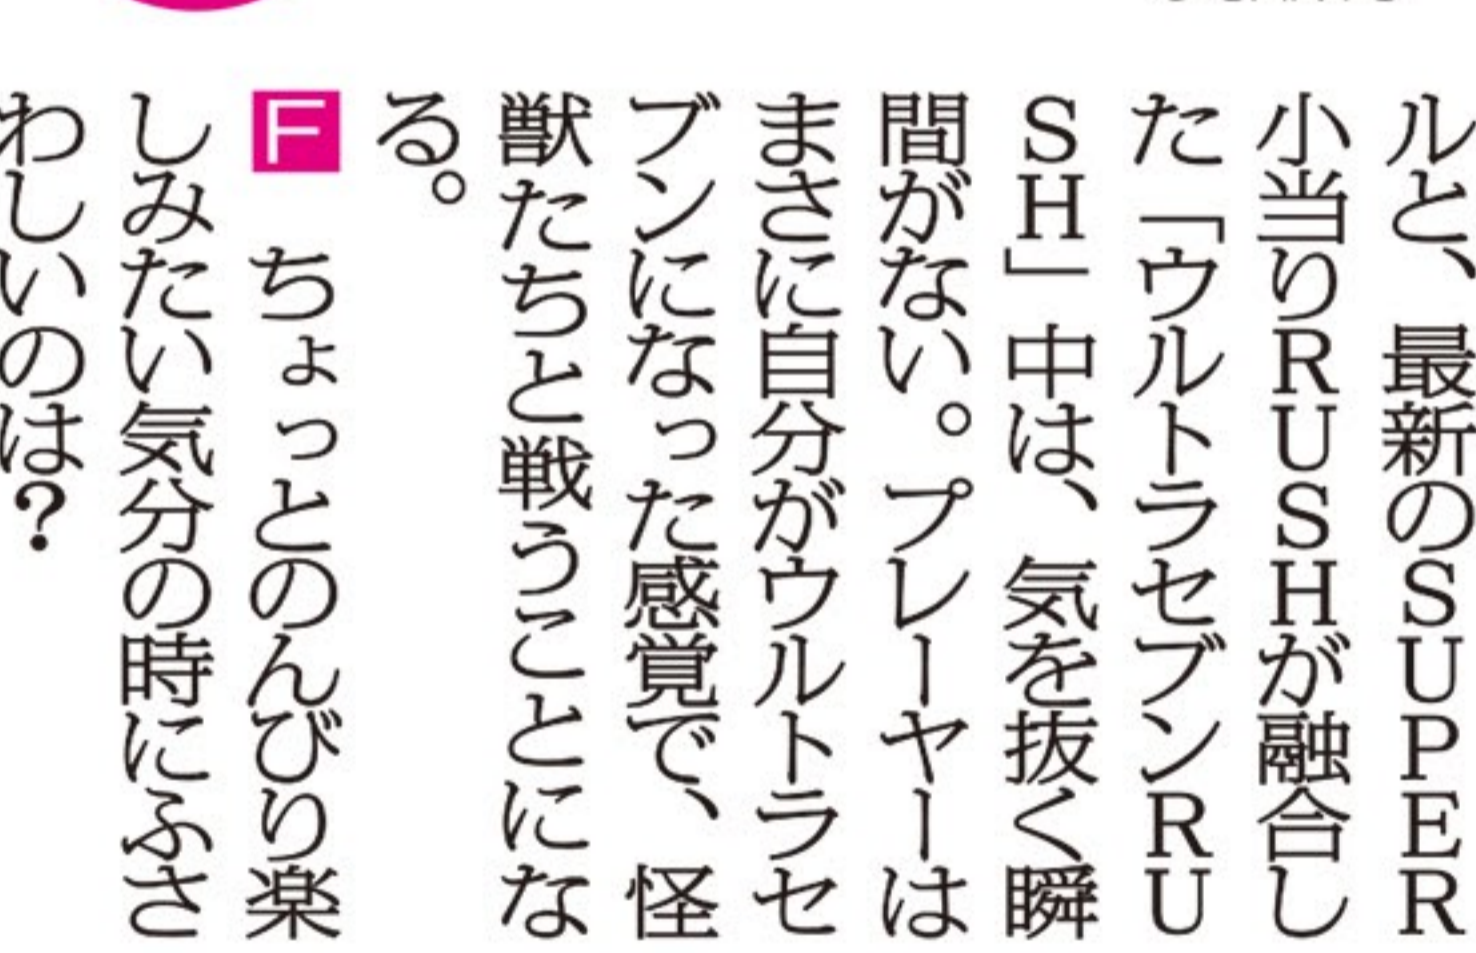 ルと、最新のSUPER
小当りRUSHが融合し
た「ウルトラセブンRU
SH」中は、気を抜く瞬
間がない。プレーヤーは
まさに自分がウルトラセ
ブンになった感覚で、怪
獣たちと戦うことにな
る。
F ちょっとのんびり楽
しみたい気分の時にふさ
わしいのは？